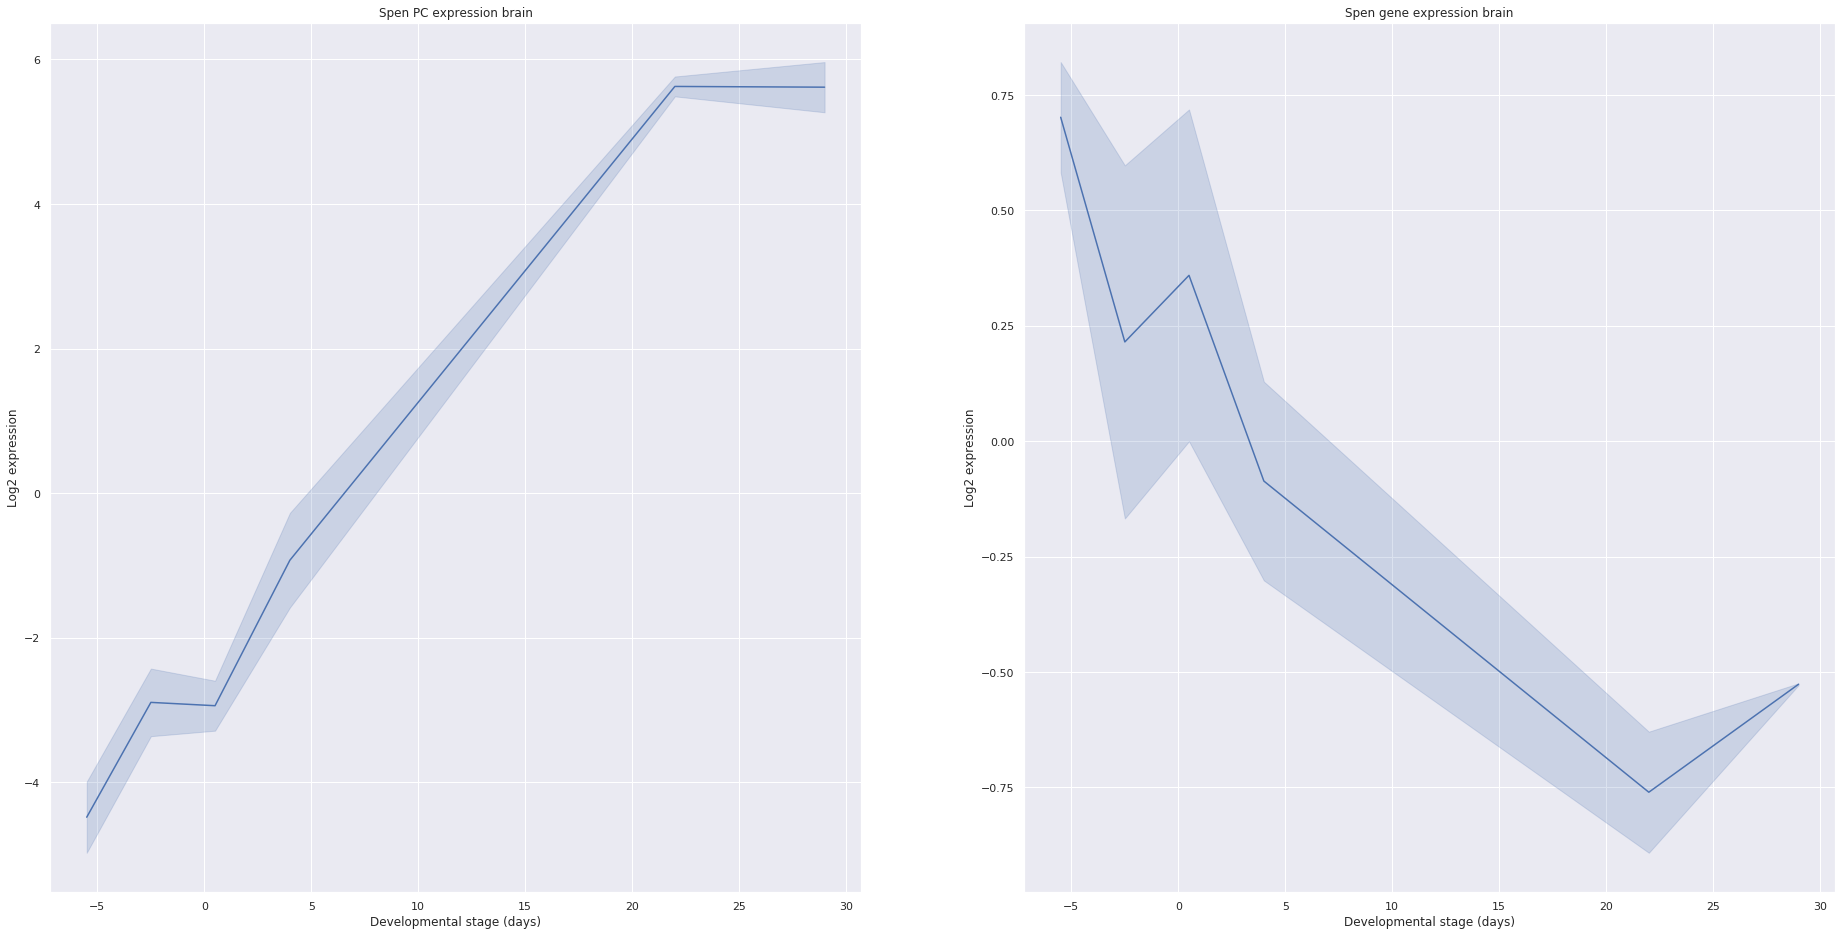 Spen PC expression brain
Log2 expression
6
4
2
0
−2
−4
−5 0 5 10 15 20 25 30
Developmental stage (days)
Spen gene expression brain
Log2 expression
0.75
0.50
0.25
0.00
−0.25
−0.50
−0.75
−5 0 5 10 15 20 25 30
Developmental stage (days)